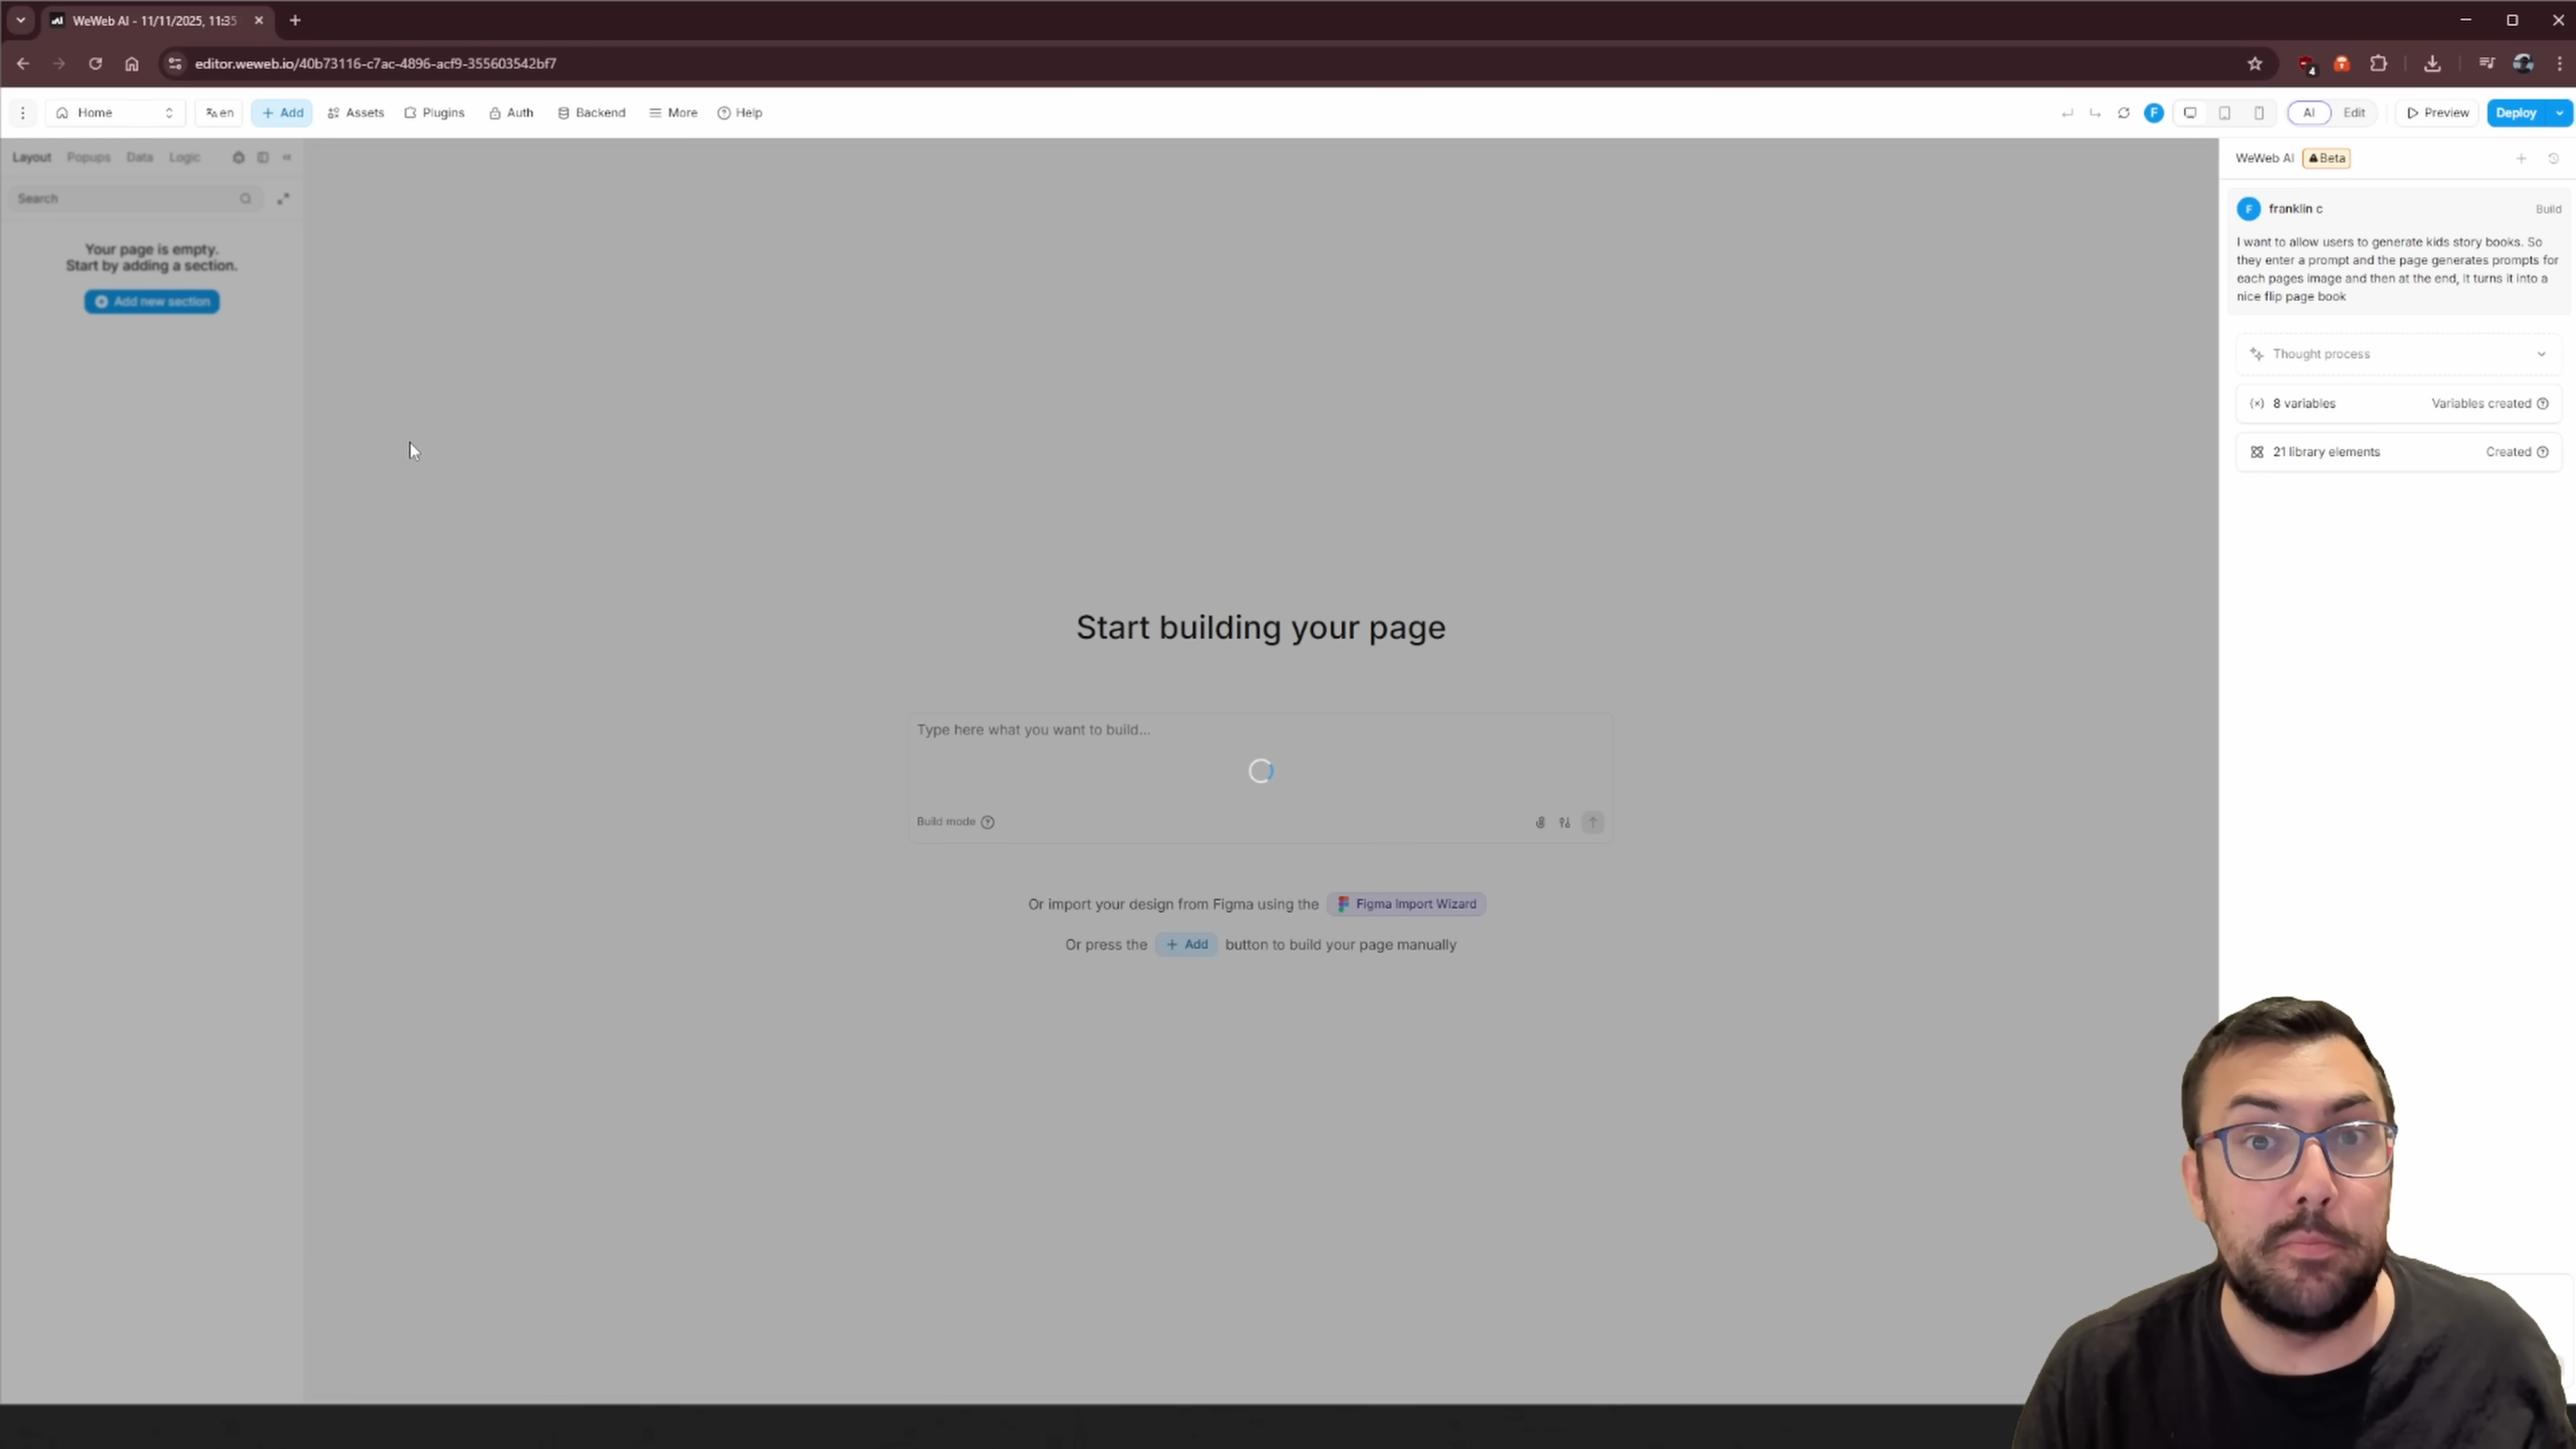 WeWeb AI - 11/11/2025, 11:35
editor.weweb.io/40b73116-c7ac-4896-acf9-355603542bf7
4
Home
en
+ Add
Assets
Plugins
Auth
Backend
More
Help
F
AI
Edit
Preview
Deploy
Layout
Popups
Data
Logic
Search
Your page is empty.
Start by adding a section.
Add new section
Start building your page
Type here what you want to build...
Build mode
Or import your design from Figma using the Figma Import Wizard
Or press the + Add button to build your page manually
WeWeb AI
Beta
F
franklin c
Build
I want to allow users to generate kids story books. So
they enter a prompt and the page generates prompts for
each pages image and then at the end, it turns it into a
nice flip page book
Thought process
8 variables
Variables created
21 library elements
Created